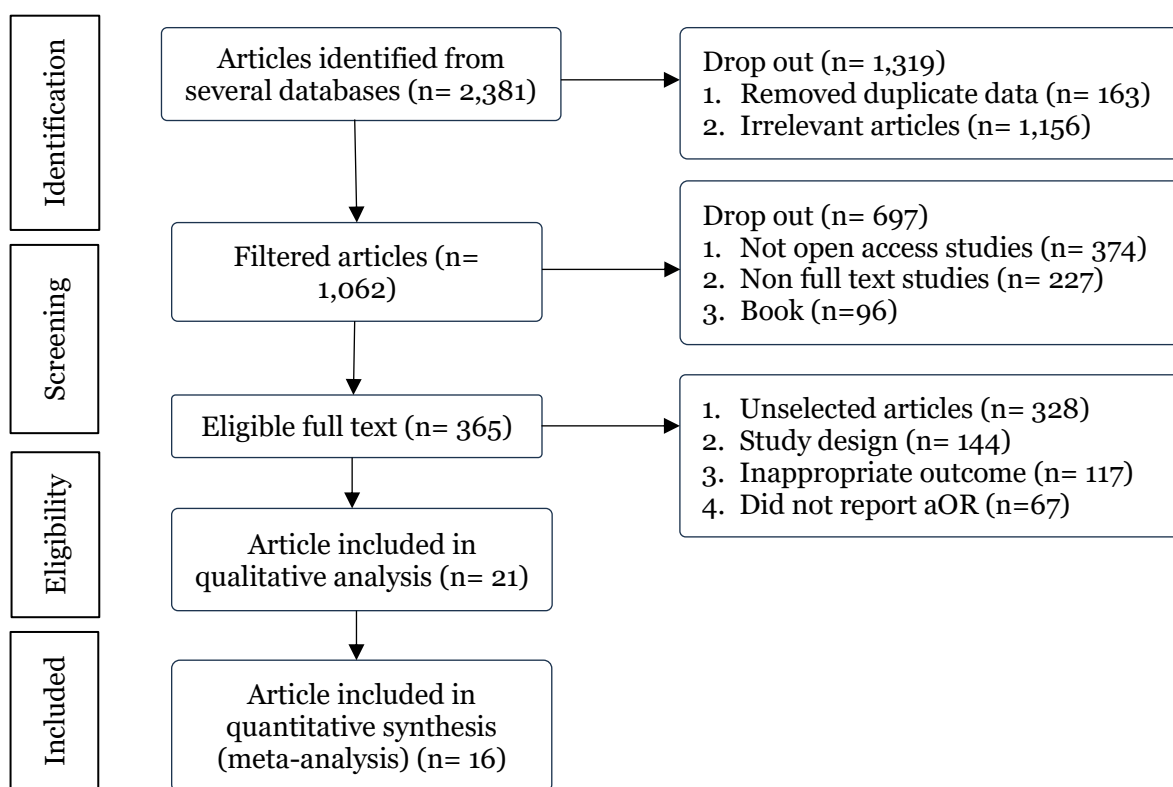 Identification
Articles identified from
several databases (n= 2,381)
Drop out (n= 1,319)
1. Removed duplicate data (n= 163)
2. Irrelevant articles (n= 1,156)
Screening
Filtered articles (n=
1,062)
Drop out (n= 697)
1. Not open access studies (n= 374)
2. Non full text studies (n= 227)
3. Book (n=96)
Eligible full text (n= 365)
1. Unselected articles (n= 328)
2. Study design (n= 144)
3. Inappropriate outcome (n= 117)
4. Did not report aOR (n=67)
Eligibility
Article included in
qualitative analysis (n= 21)
Included
Article included in
quantitative synthesis
(meta-analysis) (n= 16)